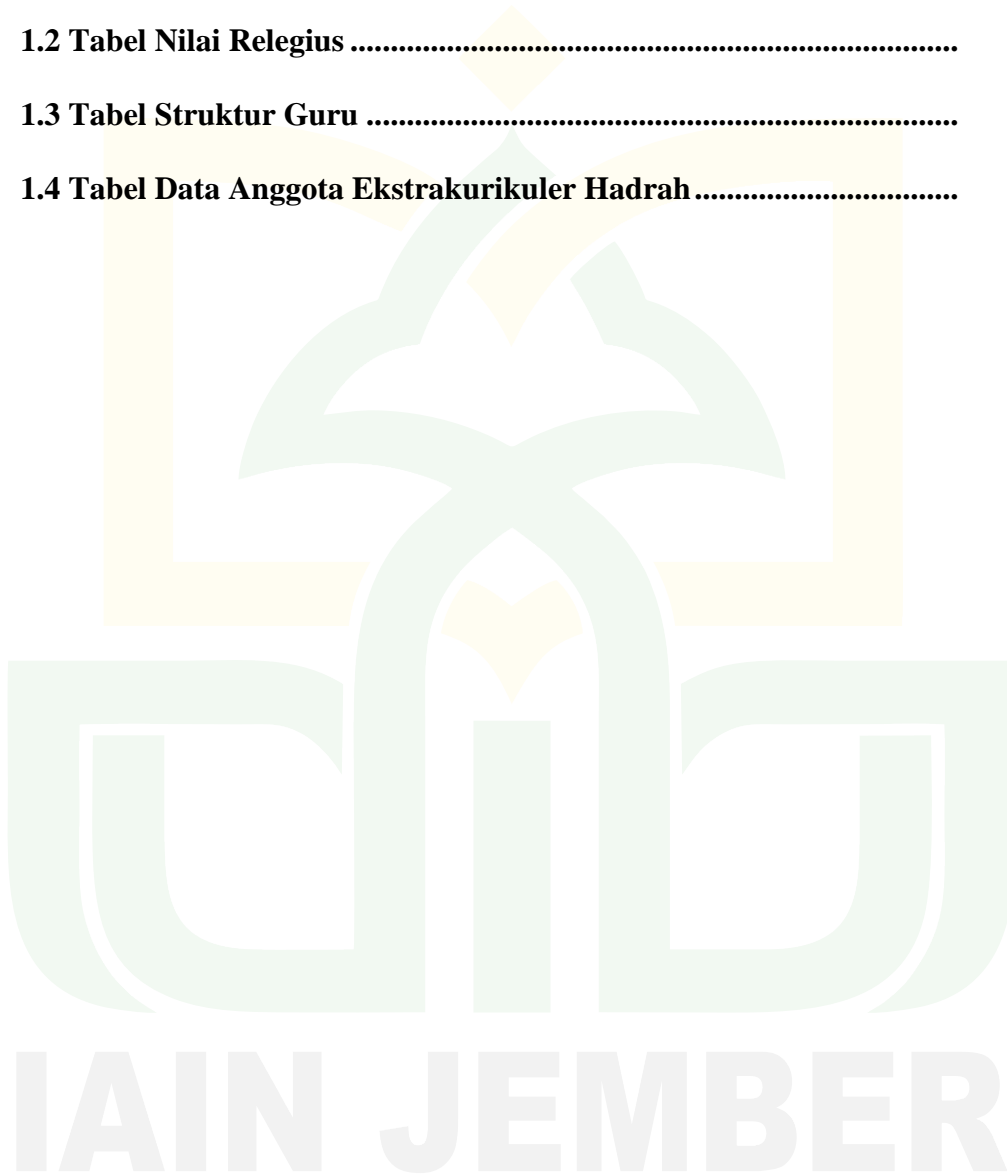 1.2 Tabel Nilai Relegius ............................................................................
1.3 Tabel Struktur Guru ..........................................................................
1.4 Tabel Data Anggota Ekstrakurikuler Hadrah .................................
IAIN JEMBER